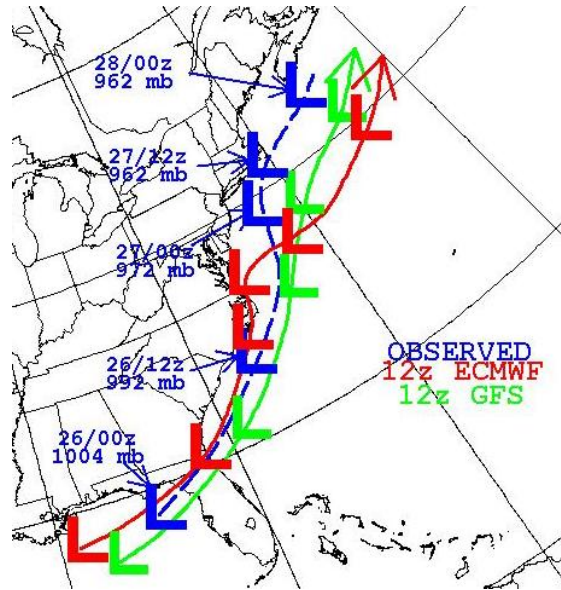 28/00z
962 mb
27/12z
962 mb
27/00z
972 mb
26/12z
992 mb
OBSERVED
12z ECMWF
12z GFS
26/00z
1004 mb